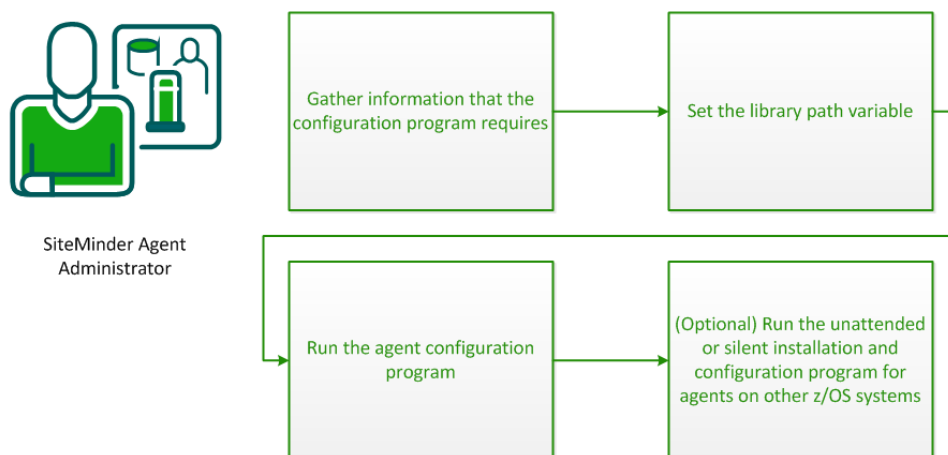 Gather information that the
configuration program requires
Set the library path variable
SiteMinder Agent
Administrator
Run the agent configuration
program
(Optional) Run the unattended
or silent installation and
configuration program for
agents on other z/OS systems